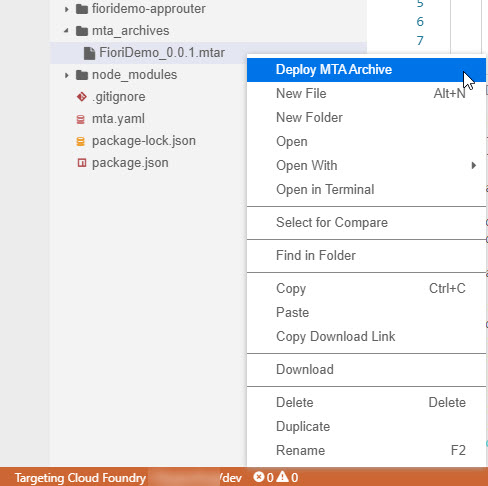 fioridemo-approuter
mta_archives
FioriDemo_0.0.1.mtar
node_modules
.gitignore
mta.yaml
package-lock.json
package.json
5
6
7
Deploy MTA Archive
New File Alt+N
New Folder
Open
Open With
Open in Terminal
Select for Compare
Find in Folder
Copy Ctrl+C
Paste
Copy Download Link
Download
Delete Delete
Duplicate
Rename F2
Targeting Cloud Foundry /dev 0 0